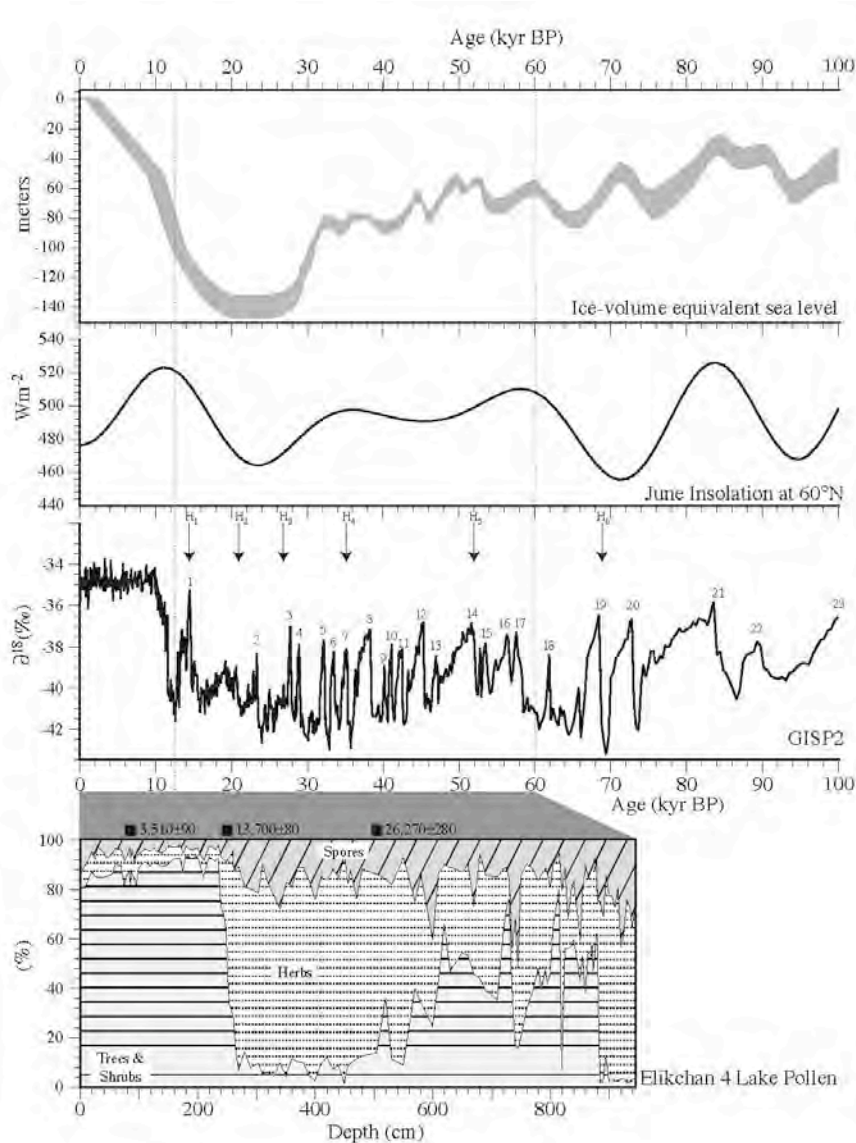 Age (kyr BP)
0 10 20 30 40 50 60 70 80 90 100
0
-20
-40
-60
-80
-100
-120
-140
meters
Ice-volume equivalent sea level
540
520
500
480
460
440
Wm-2
June Insolation at 60°N
H1 H2 H3 H4 H5 H6
-34
-36
-38
-40
-42
∂18(‰)
1 2 3 4 5 6 7 8 9 10 11 12 13 14 15 16 17 18 19 20 21 22 23
GISP2
0 10 20 30 40 50 60 70 80 90 100
Age (kyr BP)
3,510±90 13,700±80 26,270±280
100
80
60
40
20
0
(%)
Spores
Herbs
Trees &
Shrubs
Elikchan 4 Lake Pollen
0 200 400 600 800
Depth (cm)